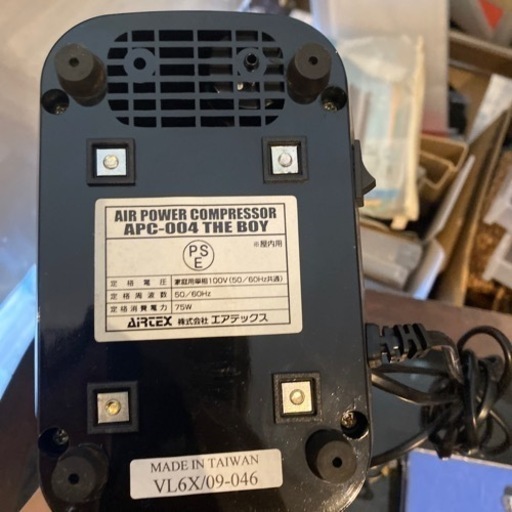 AIR POWER COMPRESSOR
APC-004 THE BOY
PS
E
※屋内用
定格電圧 家庭用単相100V(50/60Hz共通)
定格周波数 50/60Hz
定格消費電力 75W
AIRTEX 株式会社 エアテックス
MADE IN TAIWAN
VL6X/09-046